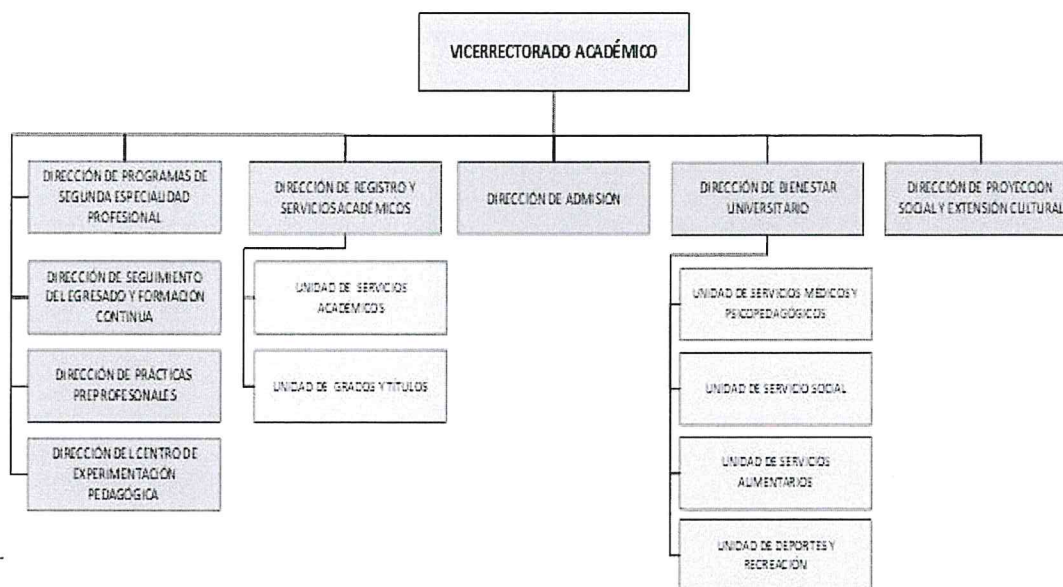 VICERRECTORADO ACADÉMICO
DIRECCIÓN DE PROGRAMAS DE
SEGUNDA ESPECIALIDAD
PROFESIONAL
DIRECCIÓN DE SEGUIMIENTO
DEL EGRESADO Y FORMACIÓN
CONTINUA
DIRECCIÓN DE PRÁCTICAS
PREPROFESIONALES
DIRECCIÓN DEL CENTRO DE
EXPERIMENTACIÓN
PEDAGÓGICA
DIRECCIÓN DE REGISTRO Y
SERVICIOS ACADÉMICOS
UNIDAD DE SERVICIOS
ACADÉMICOS
UNIDAD DE GRADOS Y TÍTULOS
DIRECCIÓN DE ADMISION
DIRECCIÓN DE BIENESTAR
UNIVERSITARIO
UNIDAD DE SERVICIOS MÉDICOS Y
PSICOPEDAGÓGICOS
UNIDAD DE SERVICIO SOCIAL
UNIDAD DE SERVICIOS
ALIMENTARIOS
UNIDAD DE DEPORTES Y
RECREACIÓN
DIRECCIÓN DE PROYECCIÓN
SOCIAL Y EXTENSIÓN CULTURAL